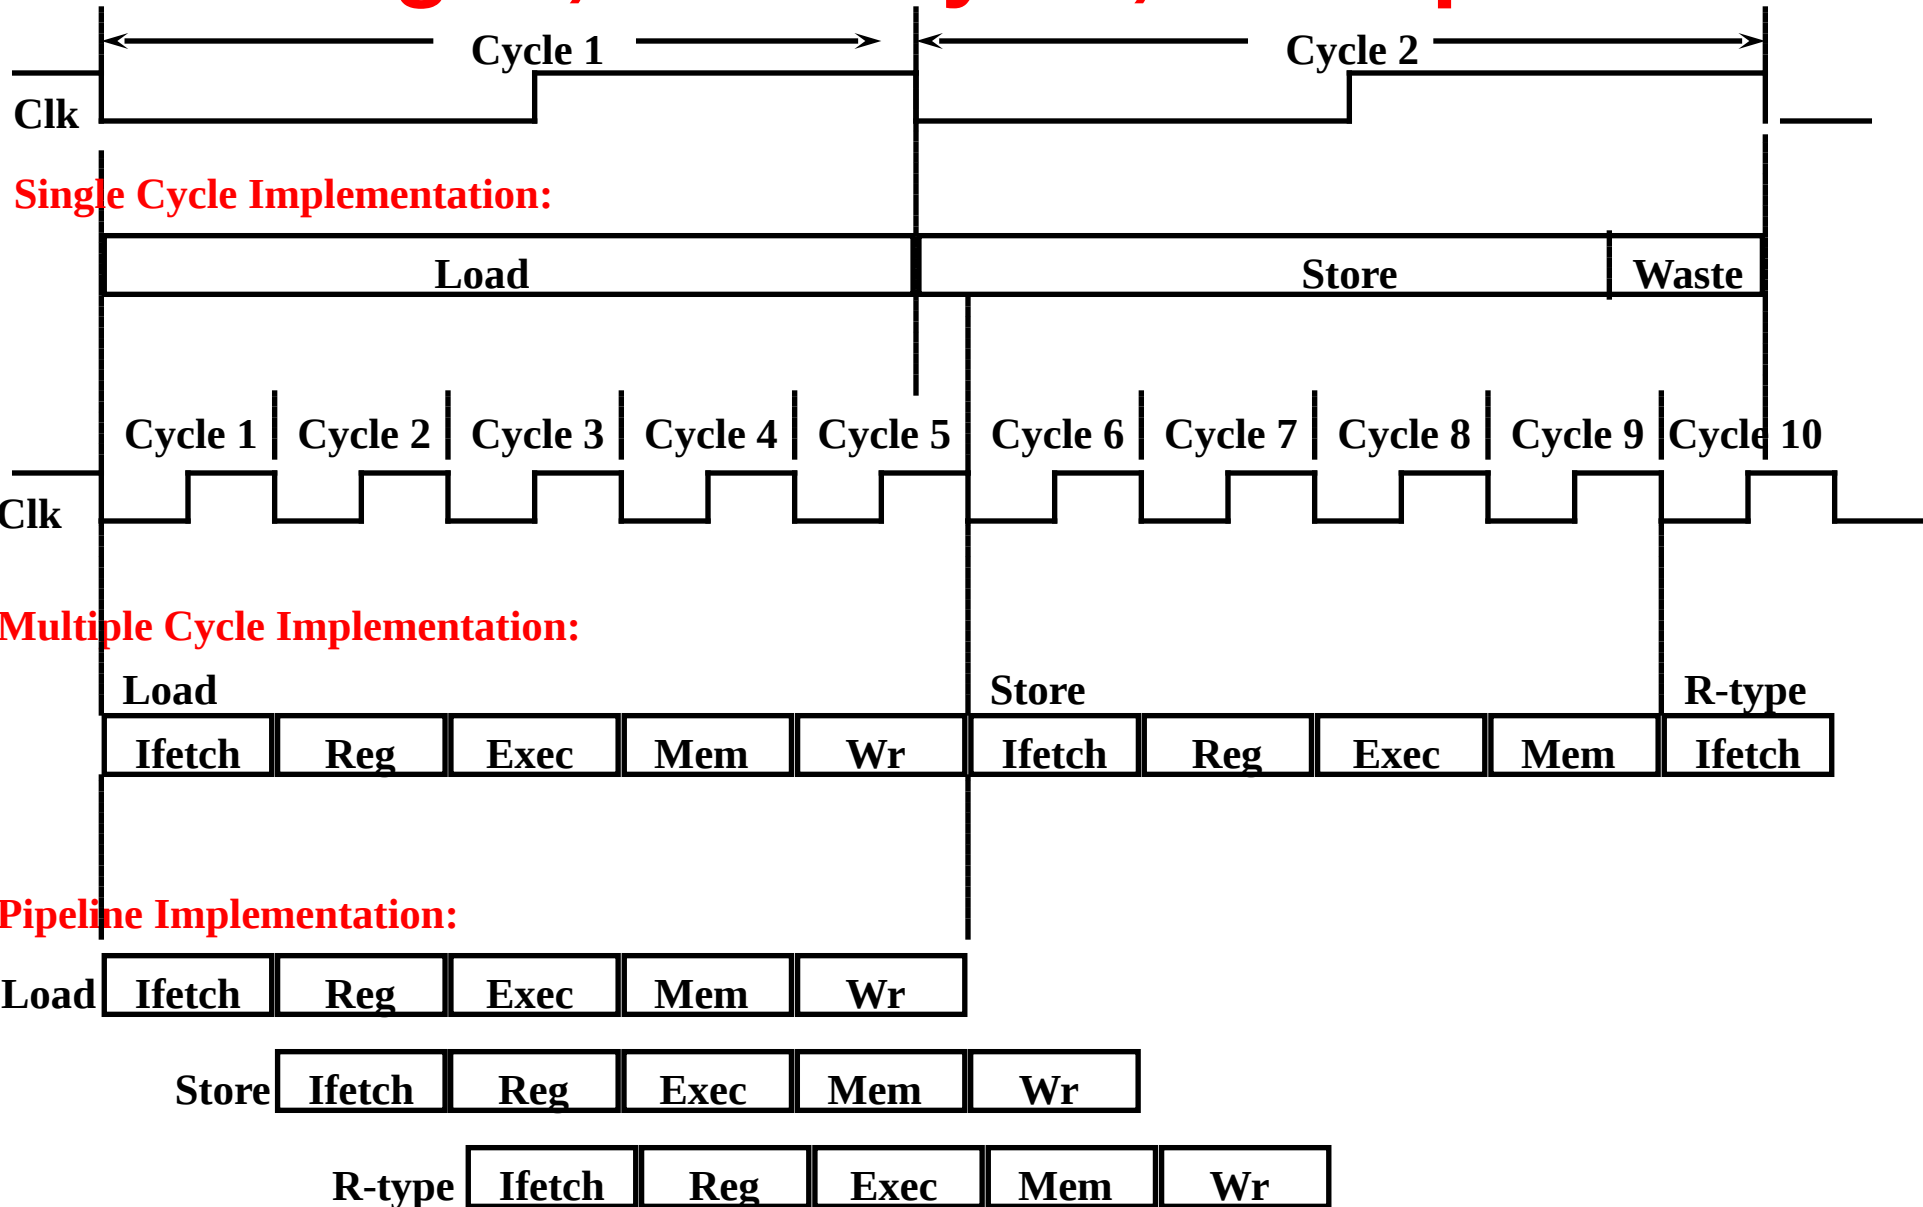 Cycle 1 Cycle 2
Clk
Single Cycle Implementation:
Load Store Waste
Cycle 1 Cycle 2 Cycle 3 Cycle 4 Cycle 5 Cycle 6 Cycle 7 Cycle 8 Cycle 9 Cycle 10
Clk
Multiple Cycle Implementation:
Load Store R-type
Ifetch Reg Exec Mem Wr Ifetch Reg Exec Mem Ifetch
Pipeline Implementation:
Load Ifetch Reg Exec Mem Wr
Store Ifetch Reg Exec Mem Wr
R-type Ifetch Reg Exec Mem Wr